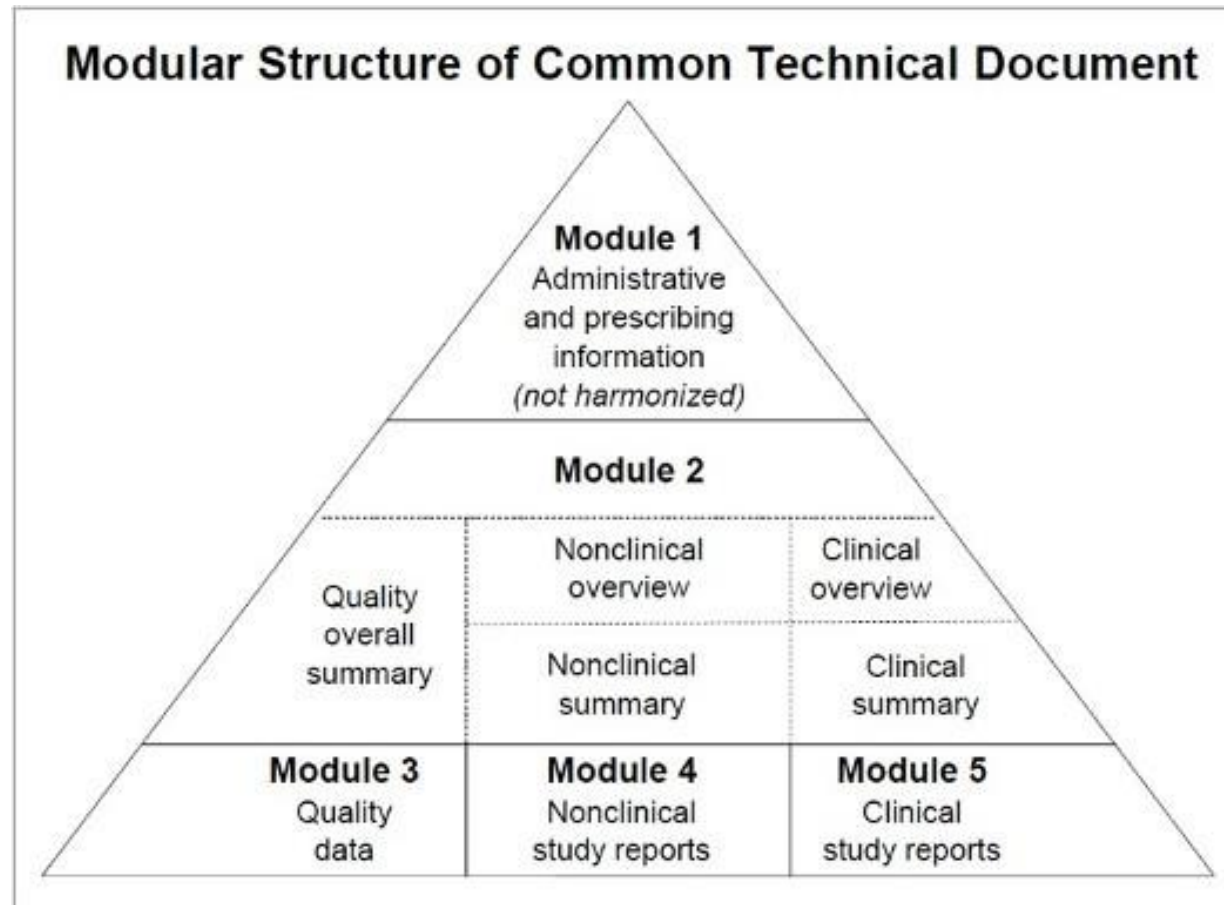 Modular Structure of Common Technical Document
Module 1
Administrative
and prescribing
information
(not harmonized)
Module 2
Quality
overall
summary
Nonclinical
overview
Clinical
overview
Nonclinical
summary
Clinical
summary
Module 3
Quality
data
Module 4
Nonclinical
study reports
Module 5
Clinical
study reports